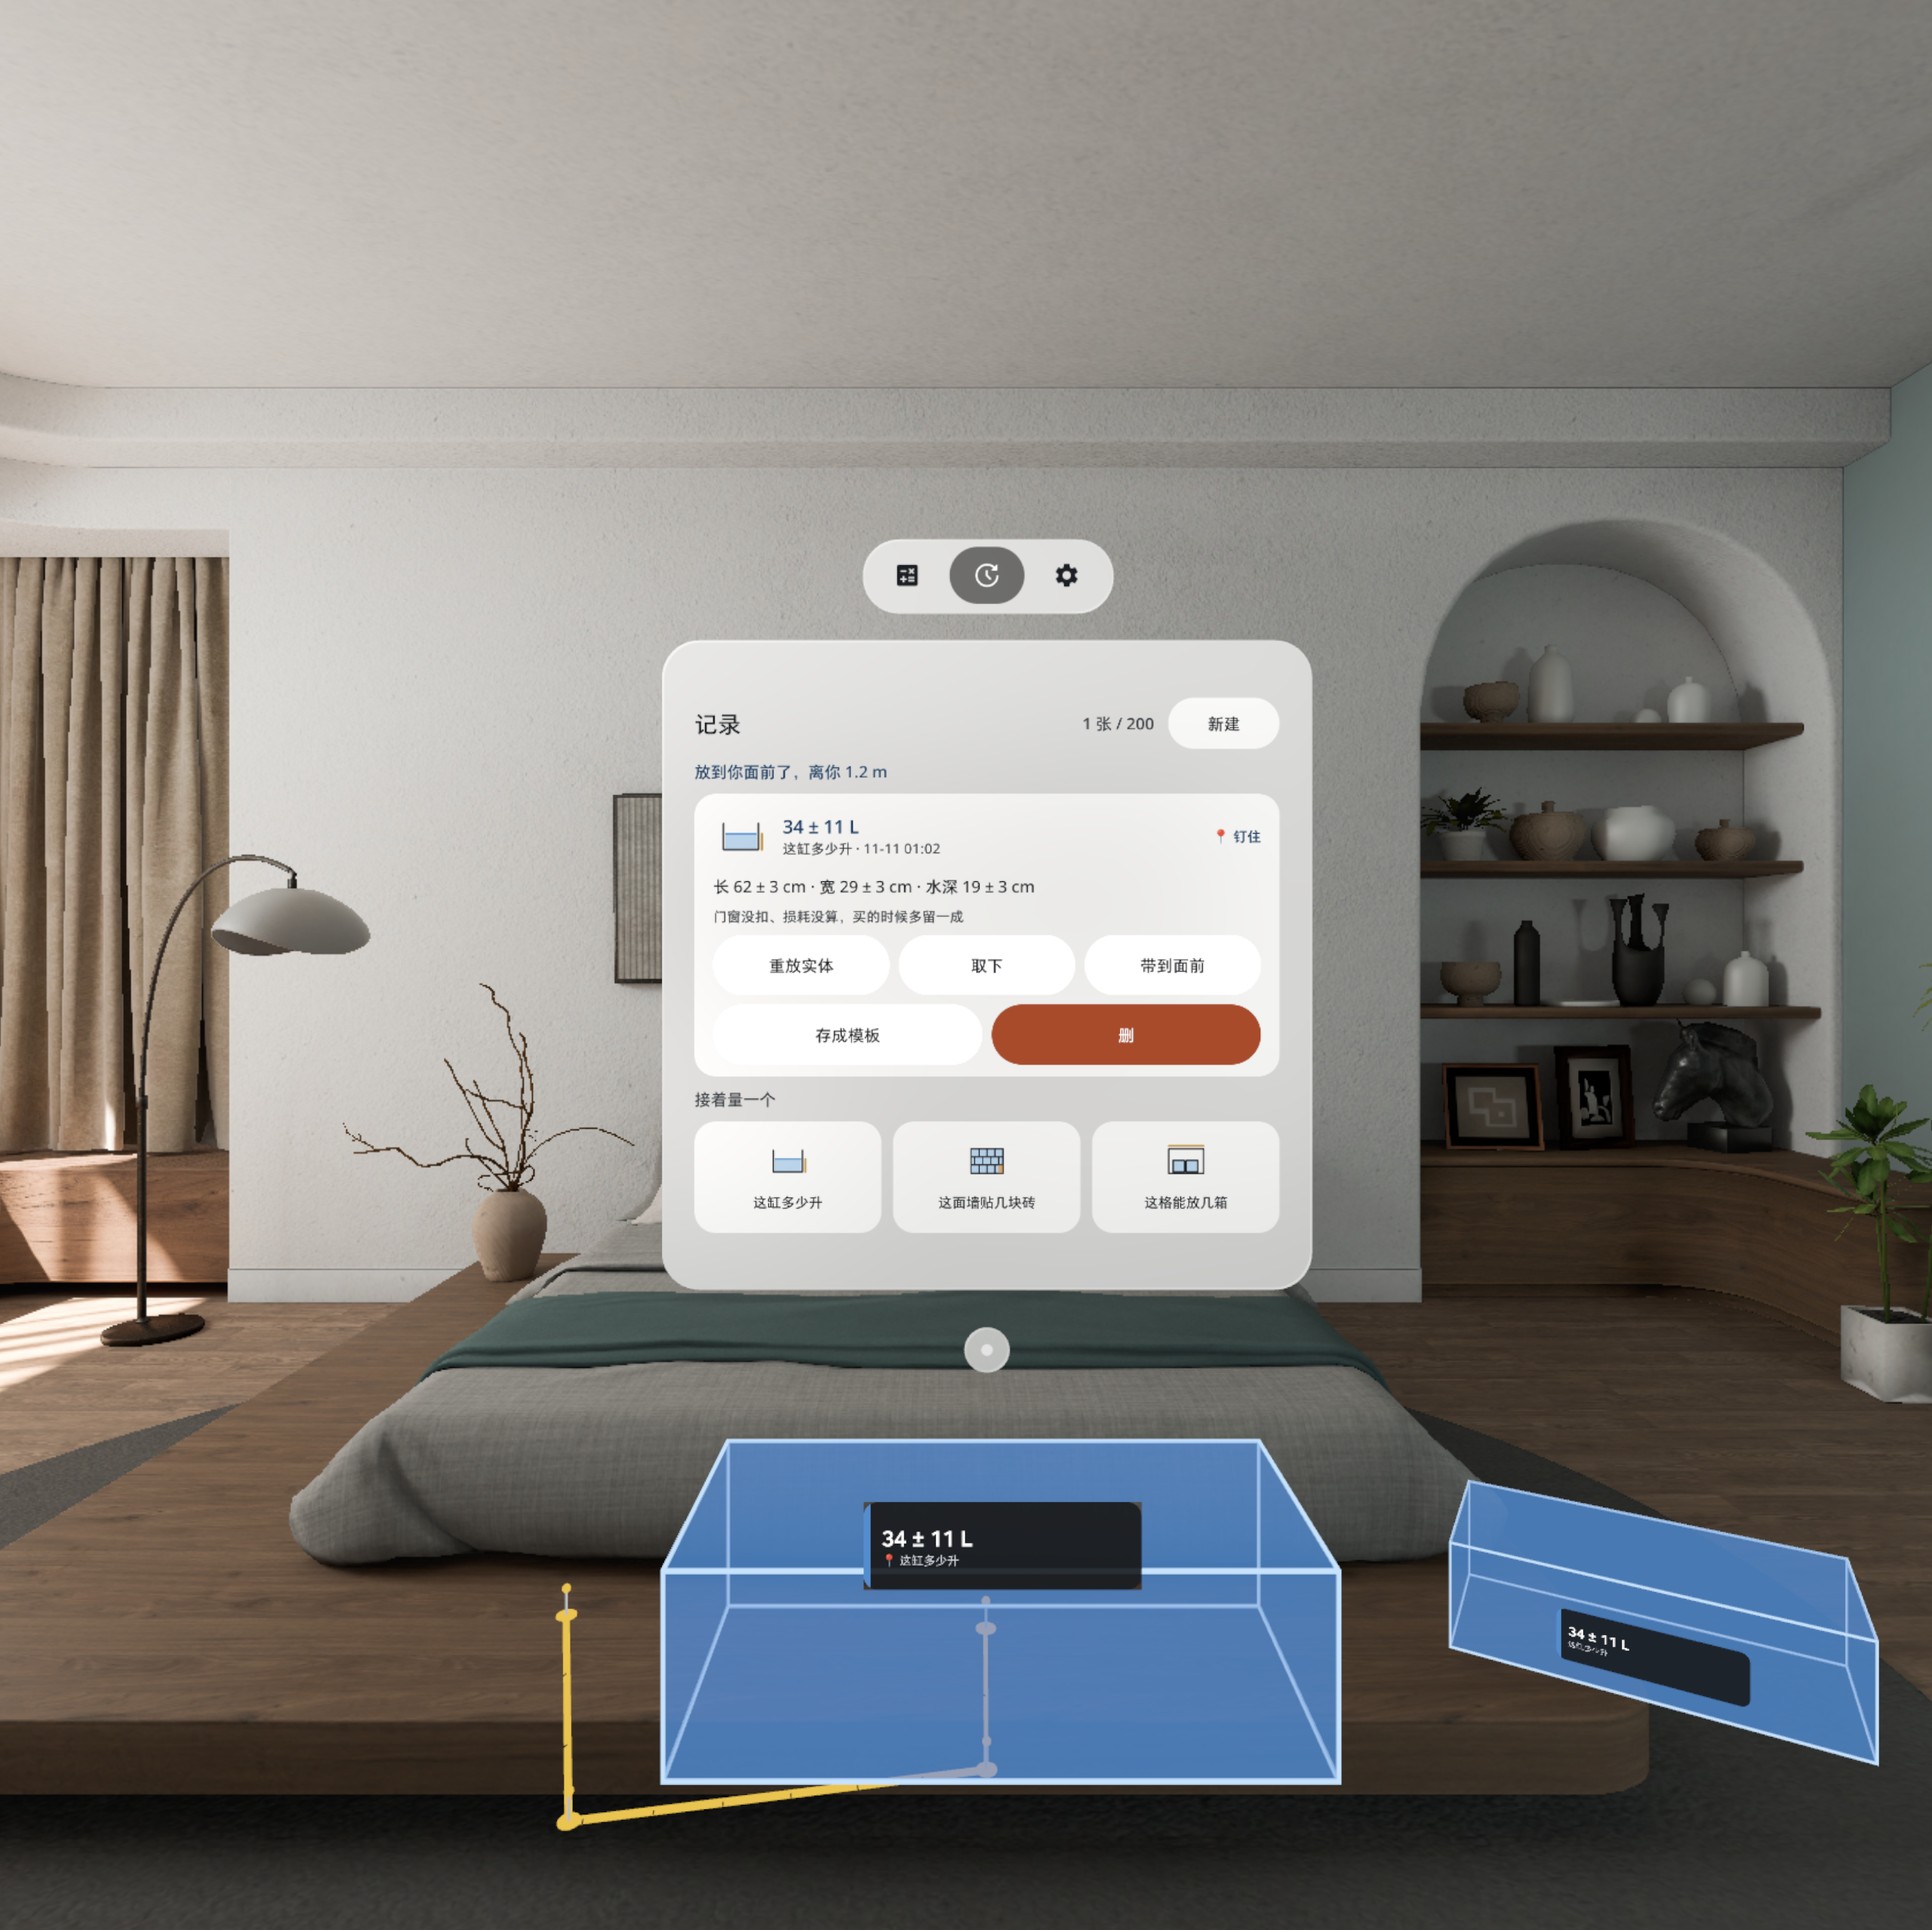 记录
1 张 / 200
新建
放到你面前了，离你 1.2 m
34 ± 11 L
这缸多少升 · 11-11 01:02
📍 钉住
长 62 ± 3 cm · 宽 29 ± 3 cm · 水深 19 ± 3 cm
门窗没扣、损耗没算，买的时候多留一成
重放实体
取下
带到面前
存成模板
删
接着量一个
这缸多少升
这面墙贴几块砖
这格能放几箱
34 ± 11 L
📍 这缸多少升
34 ± 11 L
这缸多少升